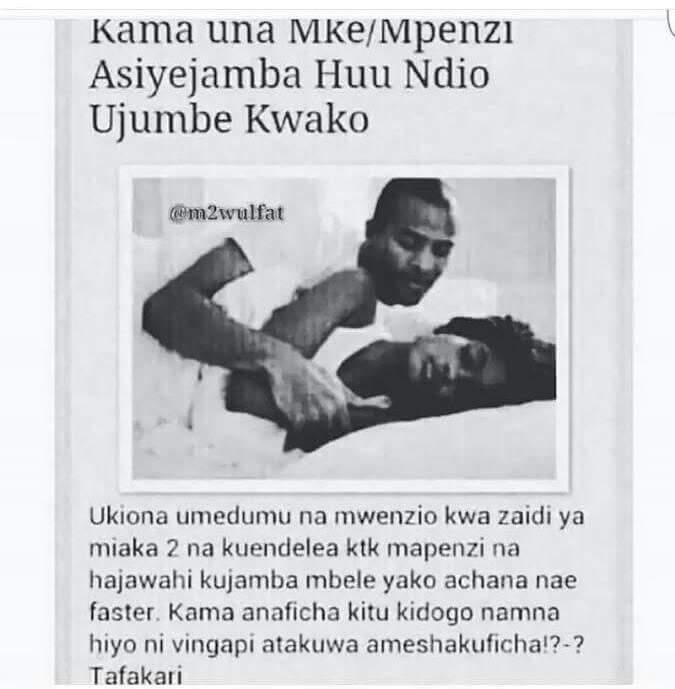 Kama una Mke/Mpenzi
Asiyejamba Huu Ndio
Ujumbe Kwako
@m2wulfat
Ukiona umedumu na mwenzio kwa zaidi ya
miaka 2 na kuendelea ktk mapenzi na
hajawahi kujamba mbele yako achana nae
faster. Kama anaficha kitu kidogo namna
hiyo ni vingapi atakuwa ameshakuficha!?-?
Tafakari